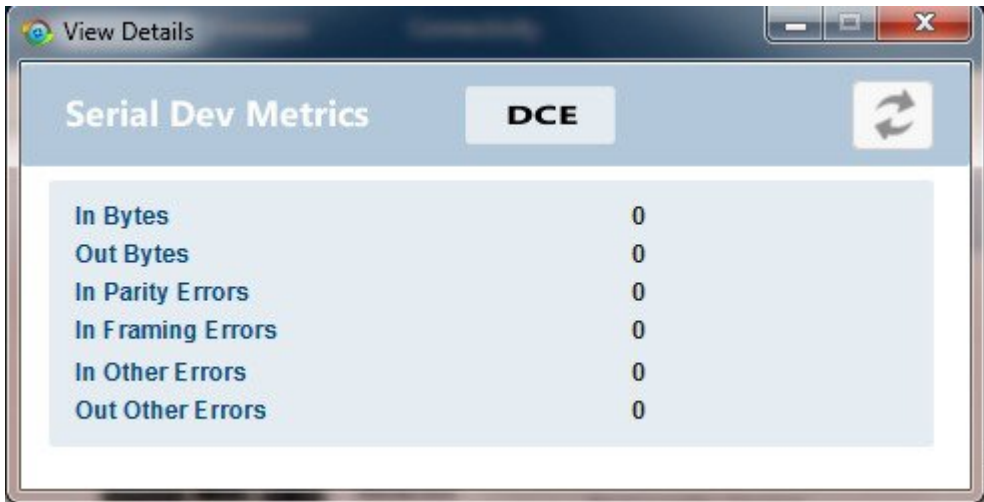 View Details
Serial Dev Metrics DCE
In Bytes 0
Out Bytes 0
In Parity Errors 0
In Framing Errors 0
In Other Errors 0
Out Other Errors 0